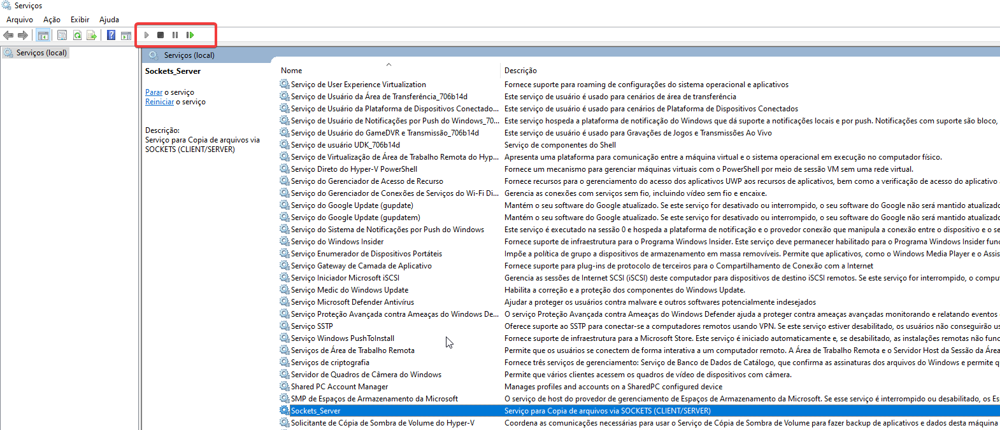 Serviços
Arquivo Ação Exibir Ajuda
Serviços (local)
Serviços (local)
Sockets_Server
Parar o serviço
Reiniciar o serviço
Descrição:
Serviço para Copia de arquivos via
SOCKETS (CLIENT/SERVER)
Nome Descrição
Serviço de User Experience Virtualization Fornece suporte para roaming de configurações do sistema operacional e aplicativos
Serviço de Usuário da Área de Transferência_706b14d Este serviço de usuário é usado para cenários de área de transferência
Serviço de Usuário da Plataforma de Dispositivos Conectado... Este serviço de usuário é usado para cenários de Plataforma de Dispositivos Conectados
Serviço de Usuário de Notificações por Push do Windows_70... Este serviço hospeda a plataforma de notificação do Windows que dá suporte a notificações locais e por push. Notificações com suporte são bloco,
Serviço de Usuário do GameDVR e Transmissão_706b14d Este serviço de usuário é usado para Gravações de Jogos e Transmissões Ao Vivo
Serviço de usuário UDK_706b14d Serviço de componentes do Shell
Serviço de Virtualização de Área de Trabalho Remota do Hyp... Apresenta uma plataforma para comunicação entre a máquina virtual e o sistema operacional em execução no computador físico.
Serviço Direto do Hyper-V PowerShell Fornece um mecanismo para gerenciar máquinas virtuais com o PowerShell por meio de sessão VM sem uma rede virtual.
Serviço do Gerenciador de Acesso de Recurso Fornece recursos para o gerenciamento do acesso dos aplicativos UWP aos recursos de aplicativos, bem como a verificação de acesso do aplicativo
Serviço do Gerenciador de Conexões de Serviços do Wi-Fi Di... Gerencia as conexões com serviços sem fio, incluindo vídeo sem fio e encaixe.
Serviço do Google Update (gupdate) Mantém o seu software do Google atualizado. Se este serviço for desativado ou interrompido, o seu software do Google não será mantido atualizado
Serviço do Google Update (gupdatem) Mantém o seu software do Google atualizado. Se este serviço for desativado ou interrompido, o seu software do Google não será mantido atualizado
Serviço do Sistema de Notificações por Push do Windows Este serviço é executado na sessão 0 e hospeda a plataforma de notificação e o provedor conexão que manipula a conexão entre o dispositivo e o se
Serviço do Windows Insider Fornece suporte de infraestrutura para o Programa Windows Insider. Este serviço deve permanecer habilitado para o Programa Windows Insider func
Serviço Enumerador de Dispositivos Portáteis Impõe a política de grupo a dispositivos de armazenamento em massa removíveis. Permite que aplicativos, como o Windows Media Player e o Assis
Serviço Gateway de Camada de Aplicativo Fornece suporte para plug-ins de protocolo de terceiros para o Compartilhamento de Conexão com a Internet
Serviço Iniciador Microsoft iSCSI Gerencia as sessões de Internet SCSI (iSCSI) deste computador para dispositivos de destino iSCSI remotos. Se este serviço for interrompido, o compu
Serviço Medic do Windows Update Habilita a correção e a proteção dos componentes do Windows Update.
Serviço Microsoft Defender Antivírus Ajudar a proteger os usuários contra malware e outros softwares potencialmente indesejados
Serviço Proteção Avançada contra Ameaças do Windows De... O serviço Proteção Avançada contra Ameaças do Windows Defender ajuda a proteger contra ameaças avançadas monitorando e relatando eventos
Serviço SSTP Oferece suporte ao SSTP para conectar-se a computadores remotos usando VPN. Se este serviço estiver desabilitado, os usuários não conseguirão us
Serviço Windows PushToInstall Fornece suporte de infraestrutura para a Microsoft Store. Este serviço é iniciado automaticamente e, se desabilitado, as instalações remotas não func
Serviços de Área de Trabalho Remota Permite que os usuários se conectem de forma interativa a um computador remoto. A Área de Trabalho Remota e o Servidor Host da Sessão da Área
Serviços de criptografia Fornece três serviços de gerenciamento: Serviço de Banco de Dados de Catálogo, que confirma as assinaturas dos arquivos do Windows e permite q
Servidor de Quadros de Câmera do Windows Permite que vários clientes acessem os quadros de vídeo de dispositivos com câmera.
Shared PC Account Manager Manages profiles and accounts on a SharedPC configured device
SMP de Espaços de Armazenamento da Microsoft O serviço de host do provedor de gerenciamento de Espaços de Armazenamento da Microsoft. Se esse serviço é interrompido ou desabilitado, os Es
Sockets_Server Serviço para Copia de arquivos via SOCKETS (CLIENT/SERVER)
Solicitante de Cópia de Sombra de Volume do Hyper-V Coordena as comunicações necessárias para usar o Serviço de Cópia de Sombra de Volume para fazer backup de aplicativos e dados desta máquina